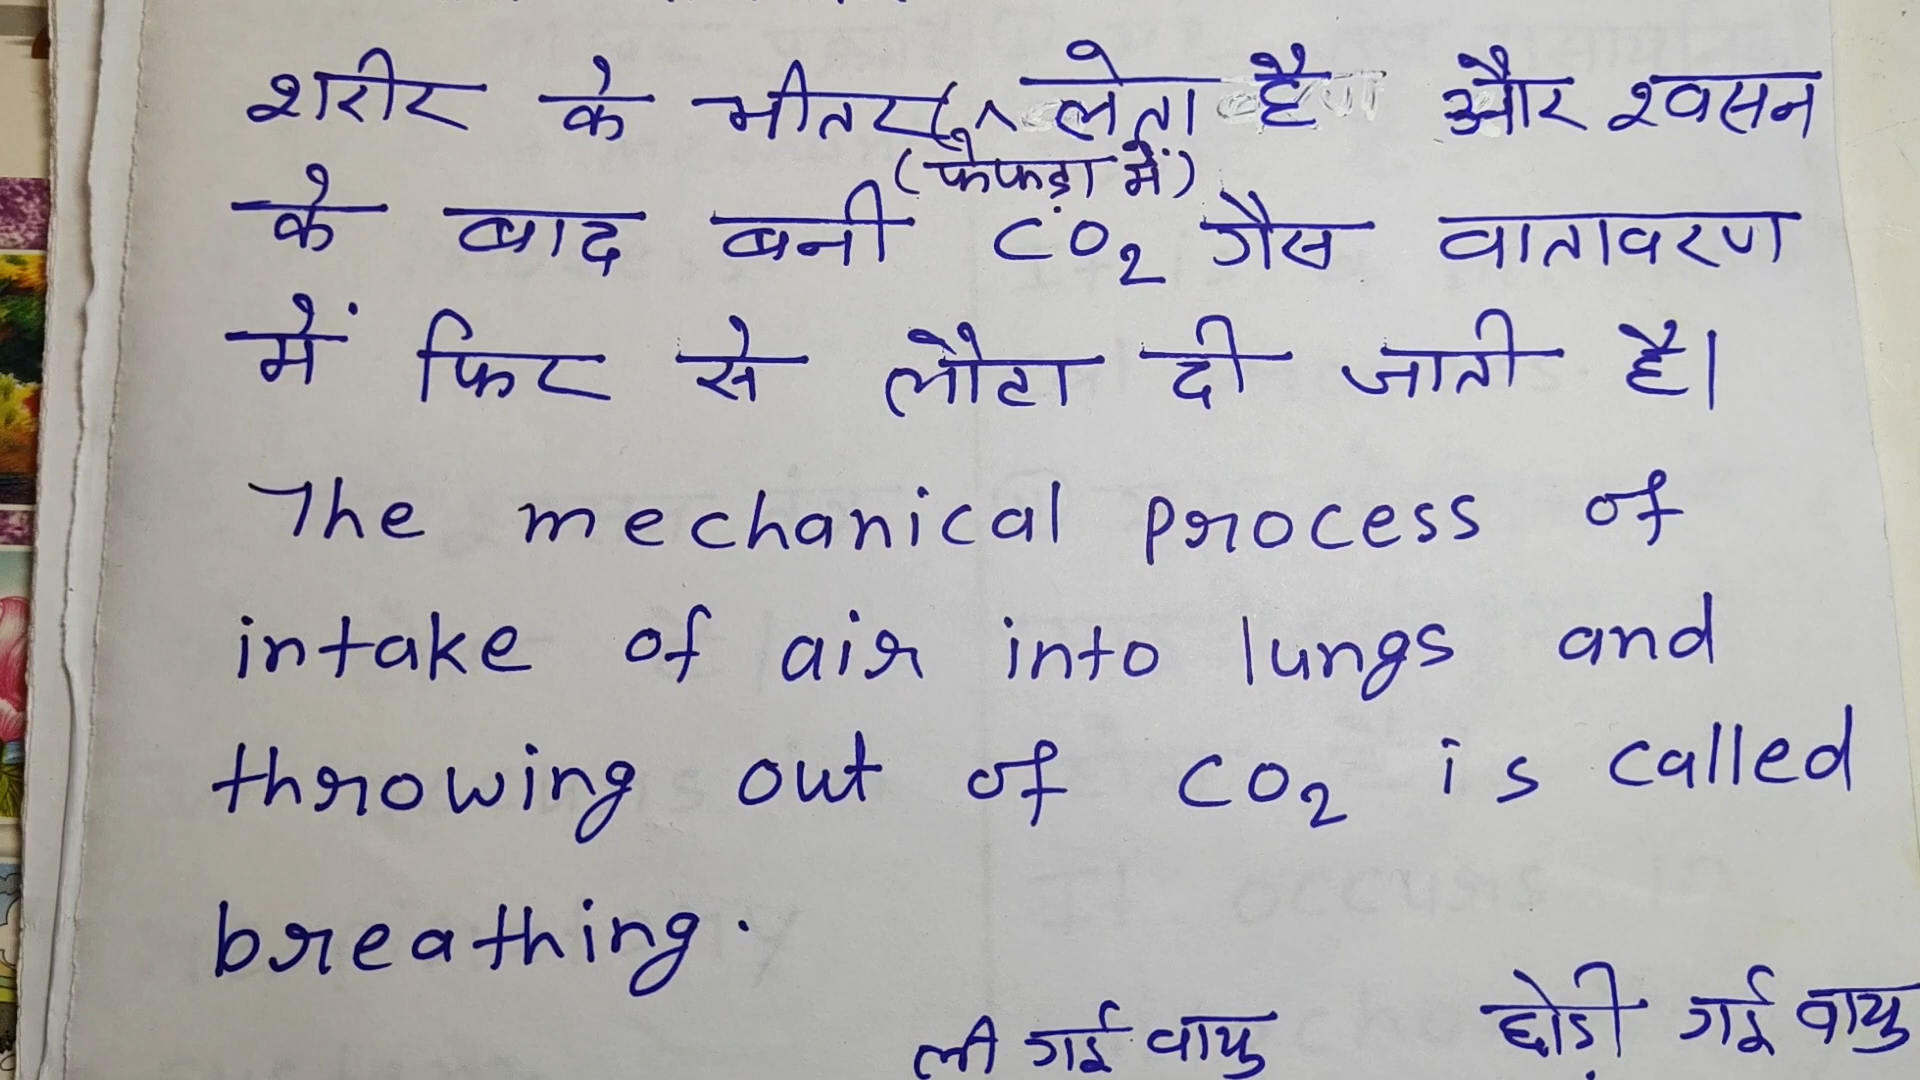 शरीर के भीतर लेता है और श्वसन
(फेफड़ा में)
के बाद बनी CO₂ गैस वातावरण
में फिर से लौटा दी जाती है।
The mechanical process of
intake of air into lungs and
throwing out of CO₂ is called
breathing.
ली गई वायु छोड़ी गई वायु